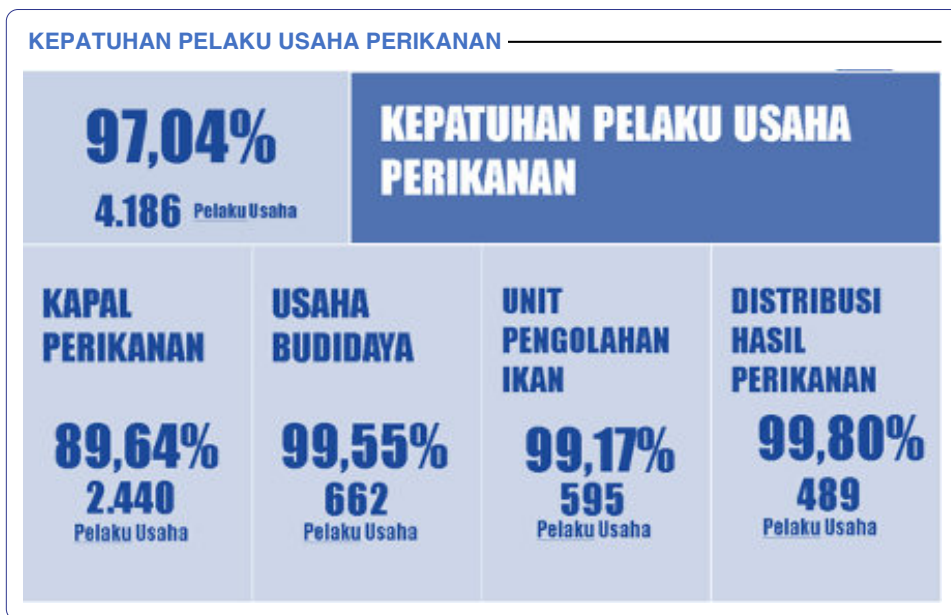 KEPATUHAN PELAKU USAHA PERIKANAN
97,04%
4.186 Pelaku Usaha
KEPATUHAN PELAKU USAHA
PERIKANAN
KAPAL
PERIKANAN
89,64%
2.440
Pelaku Usaha
USAHA
BUDIDAYA
99,55%
662
Pelaku Usaha
UNIT
PENGOLAHAN
IKAN
99,17%
595
Pelaku Usaha
DISTRIBUSI
HASIL
PERIKANAN
99,80%
489
Pelaku Usaha